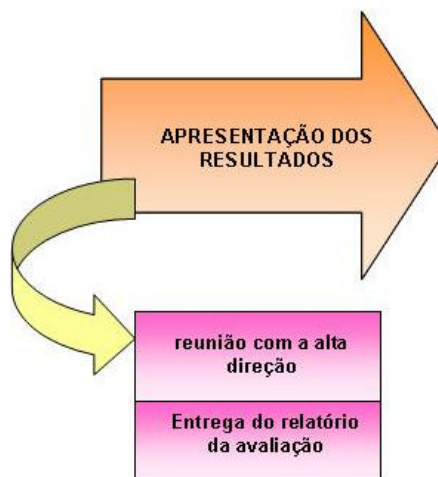 APRESENTAÇÃO DOS
RESULTADOS
reunião com a alta
direção
Entrega do relatório
da avaliação